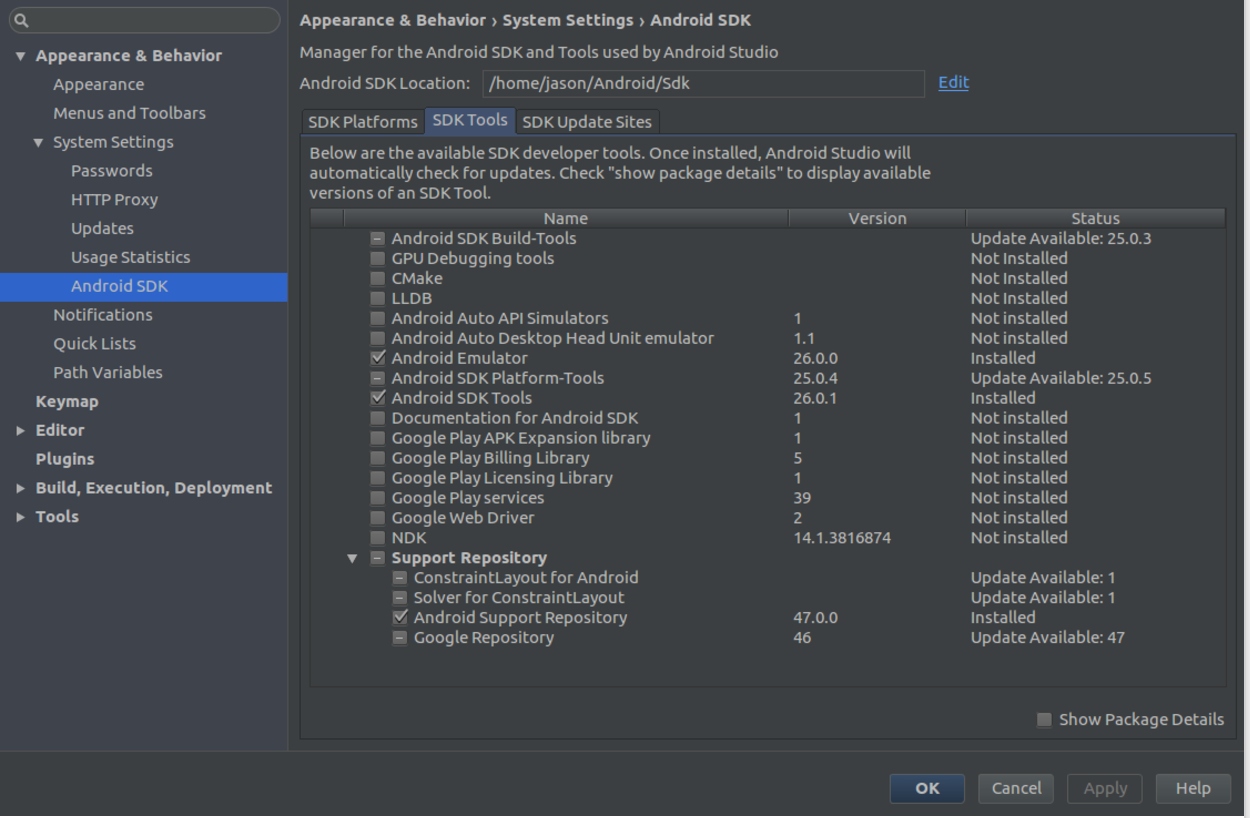 Appearance & Behavior
Appearance
Menus and Toolbars
System Settings
Passwords
HTTP Proxy
Updates
Usage Statistics
Android SDK
Notifications
Quick Lists
Path Variables
Keymap
Editor
Plugins
Build, Execution, Deployment
Tools
Appearance & Behavior › System Settings › Android SDK
Manager for the Android SDK and Tools used by Android Studio
Android SDK Location: /home/jason/Android/Sdk Edit
SDK Platforms SDK Tools SDK Update Sites
Below are the available SDK developer tools. Once installed, Android Studio will
automatically check for updates. Check "show package details" to display available
versions of an SDK Tool.
Name Version Status
Android SDK Build-Tools Update Available: 25.0.3
GPU Debugging tools Not Installed
CMake Not Installed
LLDB Not Installed
Android Auto API Simulators 1 Not installed
Android Auto Desktop Head Unit emulator 1.1 Not installed
Android Emulator 26.0.0 Installed
Android SDK Platform-Tools 25.0.4 Update Available: 25.0.5
Android SDK Tools 26.0.1 Installed
Documentation for Android SDK 1 Not installed
Google Play APK Expansion library 1 Not installed
Google Play Billing Library 5 Not installed
Google Play Licensing Library 1 Not installed
Google Play services 39 Not installed
Google Web Driver 2 Not installed
NDK 14.1.3816874 Not installed
Support Repository
ConstraintLayout for Android Update Available: 1
Solver for ConstraintLayout Update Available: 1
Android Support Repository 47.0.0 Installed
Google Repository 46 Update Available: 47
Show Package Details
OK Cancel Apply Help